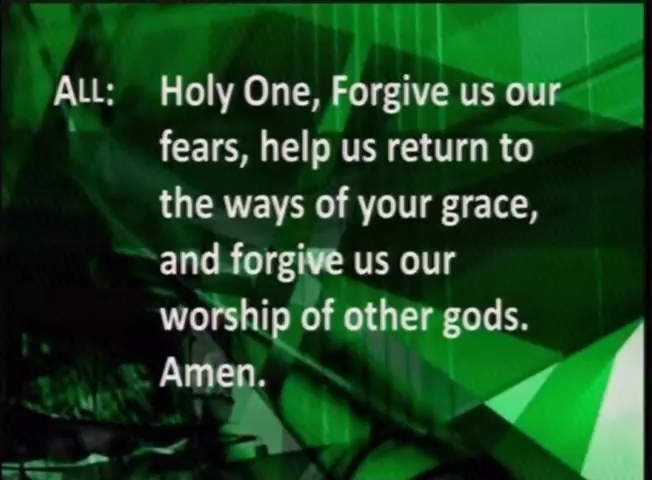 ALL: Holy One, Forgive us our
fears, help us return to
the ways of your grace,
and forgive us our
worship of other gods.
Amen.